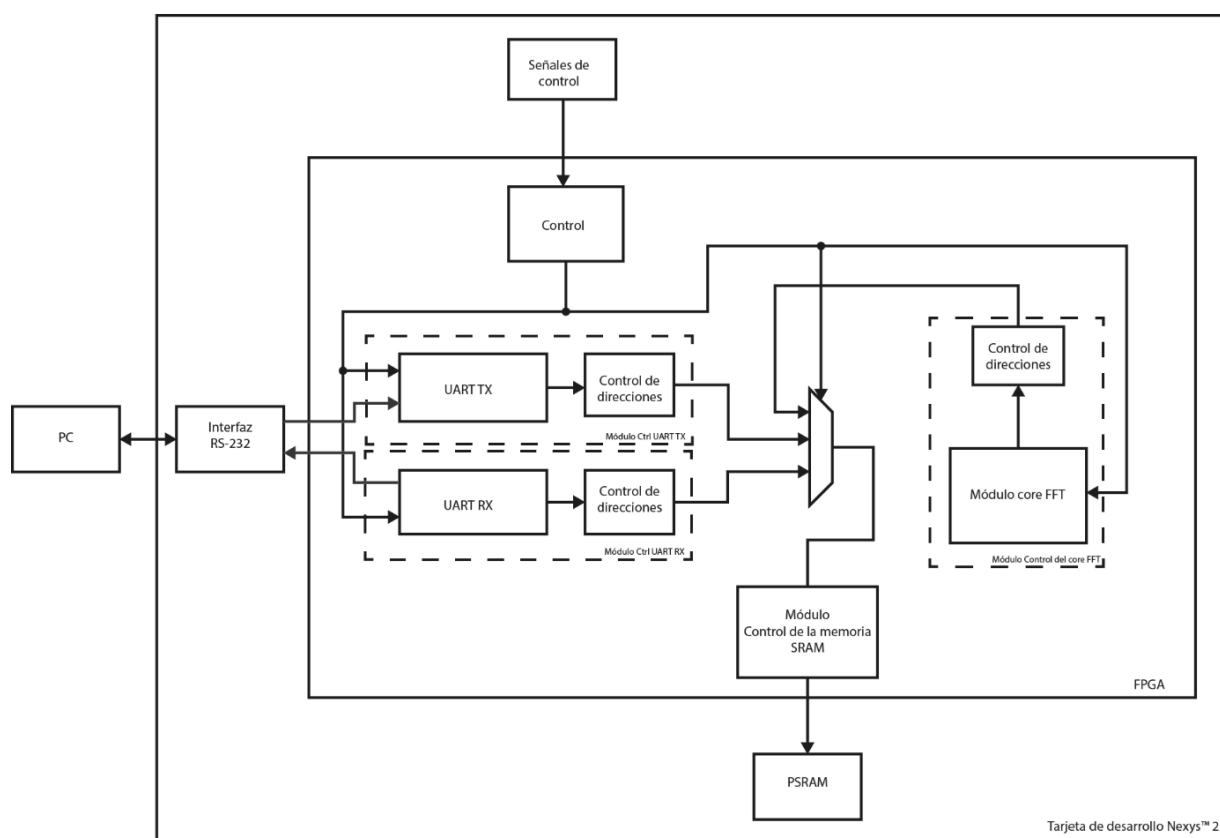 Señales de
control
Control
Control de
direcciones
UART TX
Control de
direcciones
Módulo Ctrl UART TX
PC
Interfaz
RS-232
UART RX
Control de
direcciones
Módulo Ctrl UART RX
Módulo core FFT
Módulo Control del core FFT
Módulo
Control de la memoria
SRAM
FPGA
PSRAM
Tarjeta de desarrollo Nexys™ 2